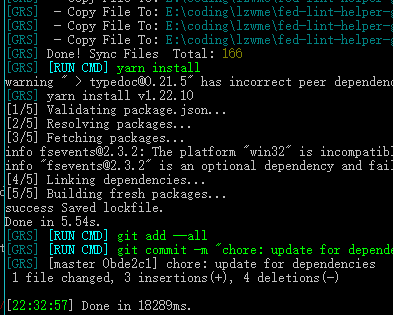 [GRS]  - Copy File To: E:\coding\lzwme\fed-lint-helper-
[GRS]  - Copy File To: E:\coding\lzwme\fed-lint-helper-
[GRS]  - Copy File To: E:\coding\lzwme\fed-lint-helper-
[GRS] Done! Sync Files  Total: 166
[GRS] [RUN CMD] yarn install
warning " > typedoc@0.21.5" has incorrect peer dependenc
[GRS] yarn install v1.22.10
[1/5] Validating package.json...
[2/5] Resolving packages...
[3/5] Fetching packages...
info fsevents@2.3.2: The platform "win32" is incompatibl
info "fsevents@2.3.2" is an optional dependency and fail
[4/5] Linking dependencies...
[5/5] Building fresh packages...
success Saved lockfile.
Done in 5.54s.
[GRS] [RUN CMD] git add --all
[GRS] [RUN CMD] git commit -m "chore: update for depende
[GRS] [master 0bde2c1] chore: update for dependencies
1 file changed, 3 insertions(+), 4 deletions(-)
[22:32:57] Done in 18289ms.